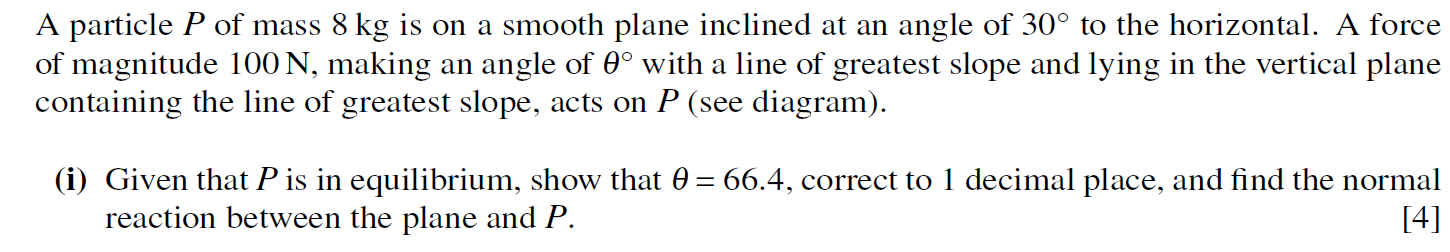 A particle P of mass 8 kg is on a smooth plane inclined at an angle of 30° to the horizontal. A force
of magnitude 100 N, making an angle of θ° with a line of greatest slope and lying in the vertical plane
containing the line of greatest slope, acts on P (see diagram).
(i) Given that P is in equilibrium, show that θ = 66.4, correct to 1 decimal place, and find the normal
reaction between the plane and P. [4]